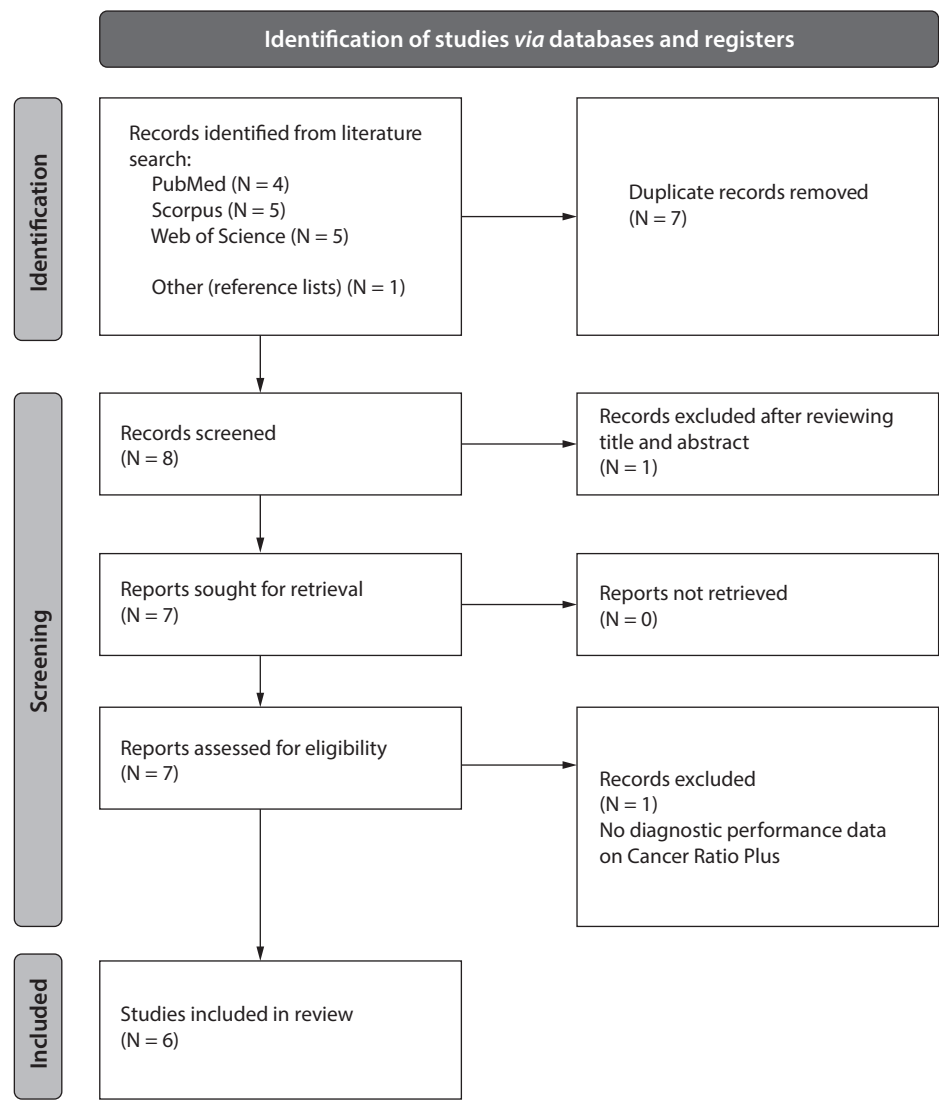 Identification of studies via databases and registers
Identification
Records identified from literature
search:
PubMed (N = 4)
Scorpus (N = 5)
Web of Science (N = 5)
Other (reference lists) (N = 1)
Duplicate records removed
(N = 7)
Screening
Records screened
(N = 8)
Records excluded after reviewing
title and abstract
(N = 1)
Reports sought for retrieval
(N = 7)
Reports not retrieved
(N = 0)
Reports assessed for eligibility
(N = 7)
Records excluded
(N = 1)
No diagnostic performance data
on Cancer Ratio Plus
Included
Studies included in review
(N = 6)